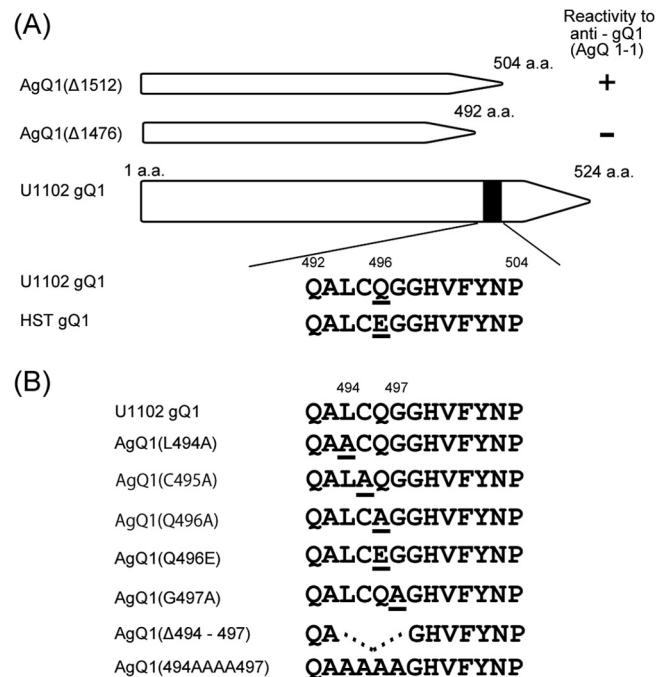 (A)
Reactivity to
anti - gQ1
(AgQ 1-1)
504 a.a.
AgQ1(Δ1512)
+
492 a.a.
AgQ1(Δ1476)
-
1 a.a.
524 a.a.
U1102 gQ1
492 496 504
U1102 gQ1 QALCQGGHVFYNP
HST gQ1 QALCEGGHVFYNP
(B)
494 497
U1102 gQ1 QALCQGGHVFYNP
AgQ1(L494A) QAACQGGHVFYNP
AgQ1(C495A) QALAQGGHVFYNP
AgQ1(Q496A) QALCAGGHVFYNP
AgQ1(Q496E) QALCEGGHVFYNP
AgQ1(G497A) QALCQAGHVFYNP
AgQ1(Δ494 - 497) QA GHVFYNP
AgQ1(494AAAA497) QAAAAAGHVFYNP